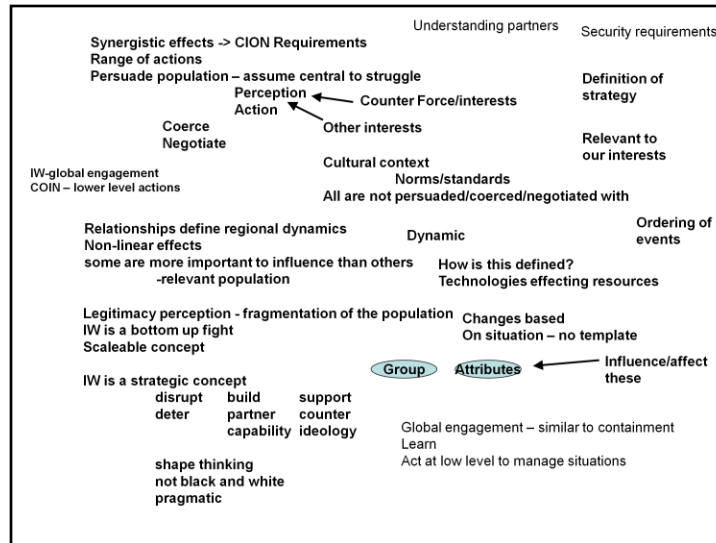 Understanding partners
Security requirements
Synergistic effects -> CION Requirements
Range of actions
Persuade population – assume central to struggle
Perception
Action
Counter Force/interests
Other interests
Coerce
Negotiate
Definition of
strategy
Relevant to
our interests
IW-global engagement
COIN – lower level actions
Cultural context
Norms/standards
All are not persuaded/coerced/negotiated with
Relationships define regional dynamics
Non-linear effects
some are more important to influence than others
-relevant population
Dynamic
Ordering of
events
How is this defined?
Technologies effecting resources
Legitimacy perception - fragmentation of the population
IW is a bottom up fight
Scaleable concept
Changes based
On situation – no template
Group
Attributes
Influence/affect
these
IW is a strategic concept
disrupt build support
deter partner counter
capability ideology
shape thinking
not black and white
pragmatic
Global engagement – similar to containment
Learn
Act at low level to manage situations